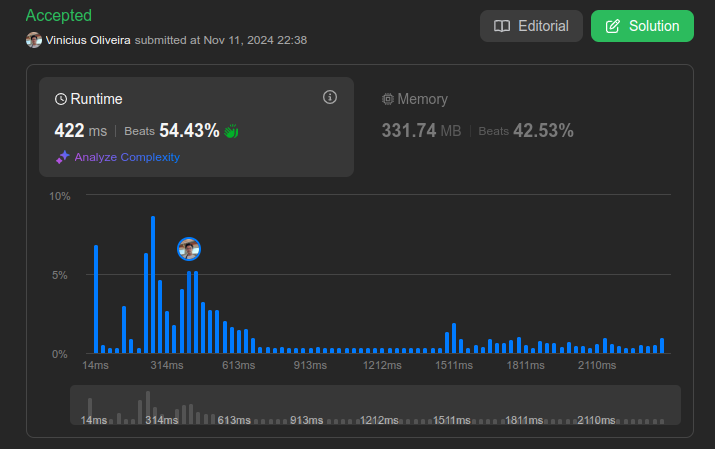 Accepted
Editorial
Solution
Vinicius Oliveira submitted at Nov 11, 2024 22:38
Runtime
Memory
422 ms | Beats 54.43%
331.74 MB | Beats 42.53%
Analyze Complexity
10%
5%
0%
14ms 314ms 613ms 913ms 1212ms 1511ms 1811ms 2110ms
14ms 314ms 613ms 913ms 1212ms 1511ms 1811ms 2110ms